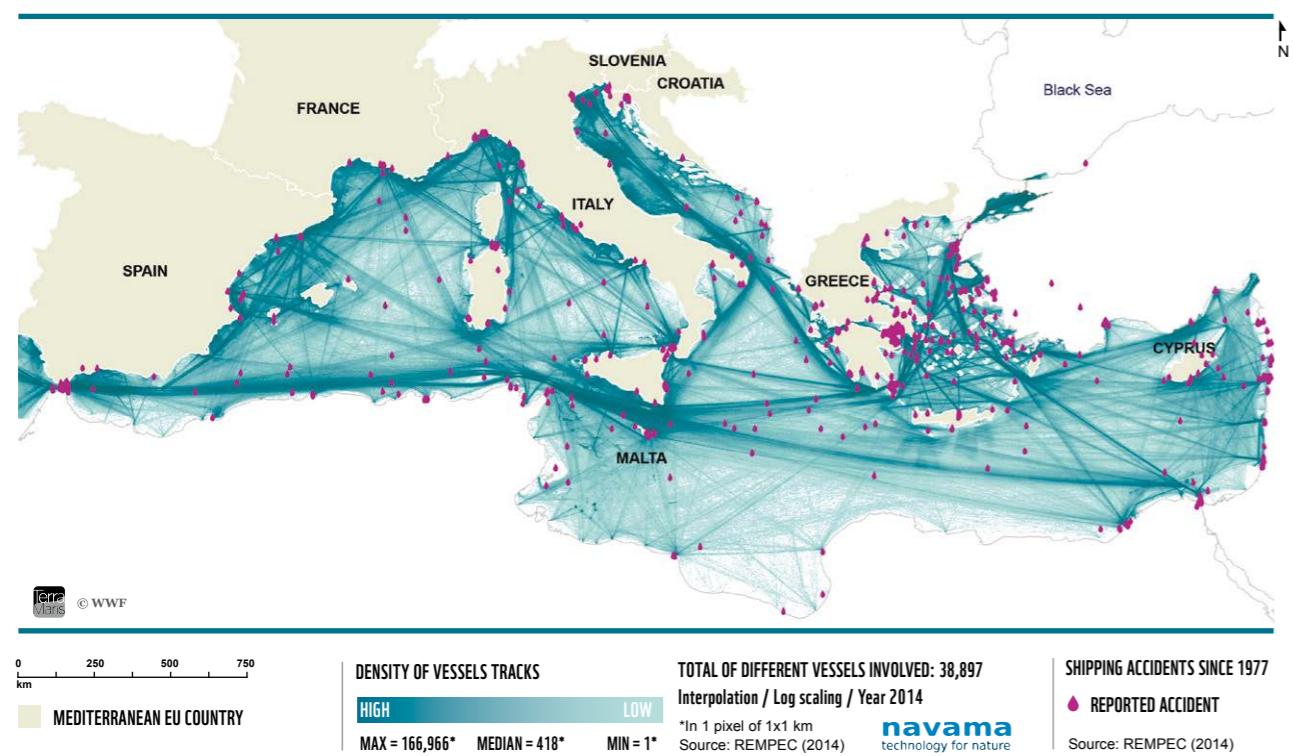 N
SLOVENIA
CROATIA
Black Sea
FRANCE
ITALY
SPAIN
GREECE
CYPRUS
MALTA
Terra
Maris
© WWF
0 250 500 750
km
MEDITERRANEAN EU COUNTRY
DENSITY OF VESSELS TRACKS
HIGH LOW
MAX = 166,966* MEDIAN = 418* MIN = 1*
TOTAL OF DIFFERENT VESSELS INVOLVED: 38,897
Interpolation / Log scaling / Year 2014
*In 1 pixel of 1x1 km
Source: REMPEC (2014)
navama
technology for nature
SHIPPING ACCIDENTS SINCE 1977
REPORTED ACCIDENT
Source: REMPEC (2014)